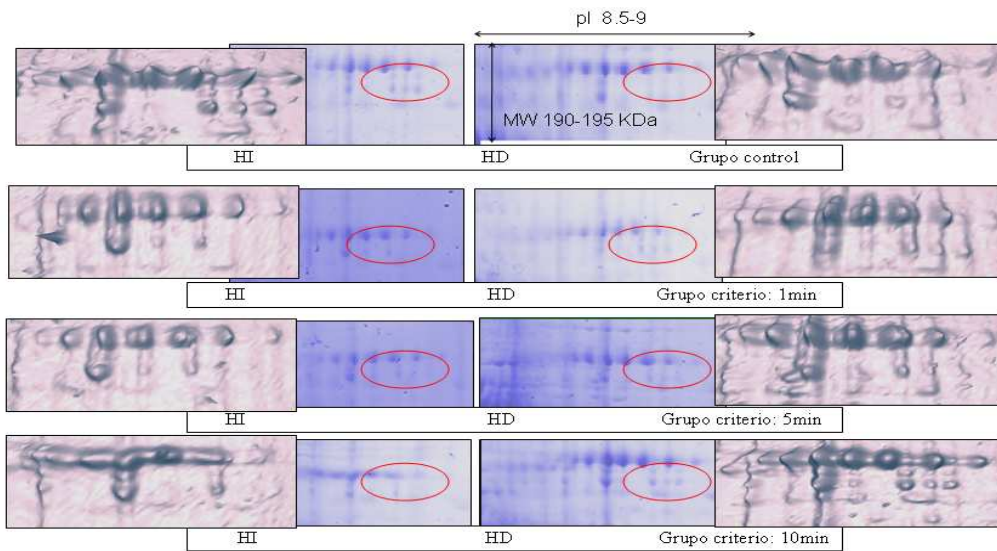 pI 8.5-9
MW 190-195 KDa
HI HD Grupo control
HI HD Grupo criterio: 1min
HI HD Grupo criterio: 5min
HI HD Grupo criterio: 10min